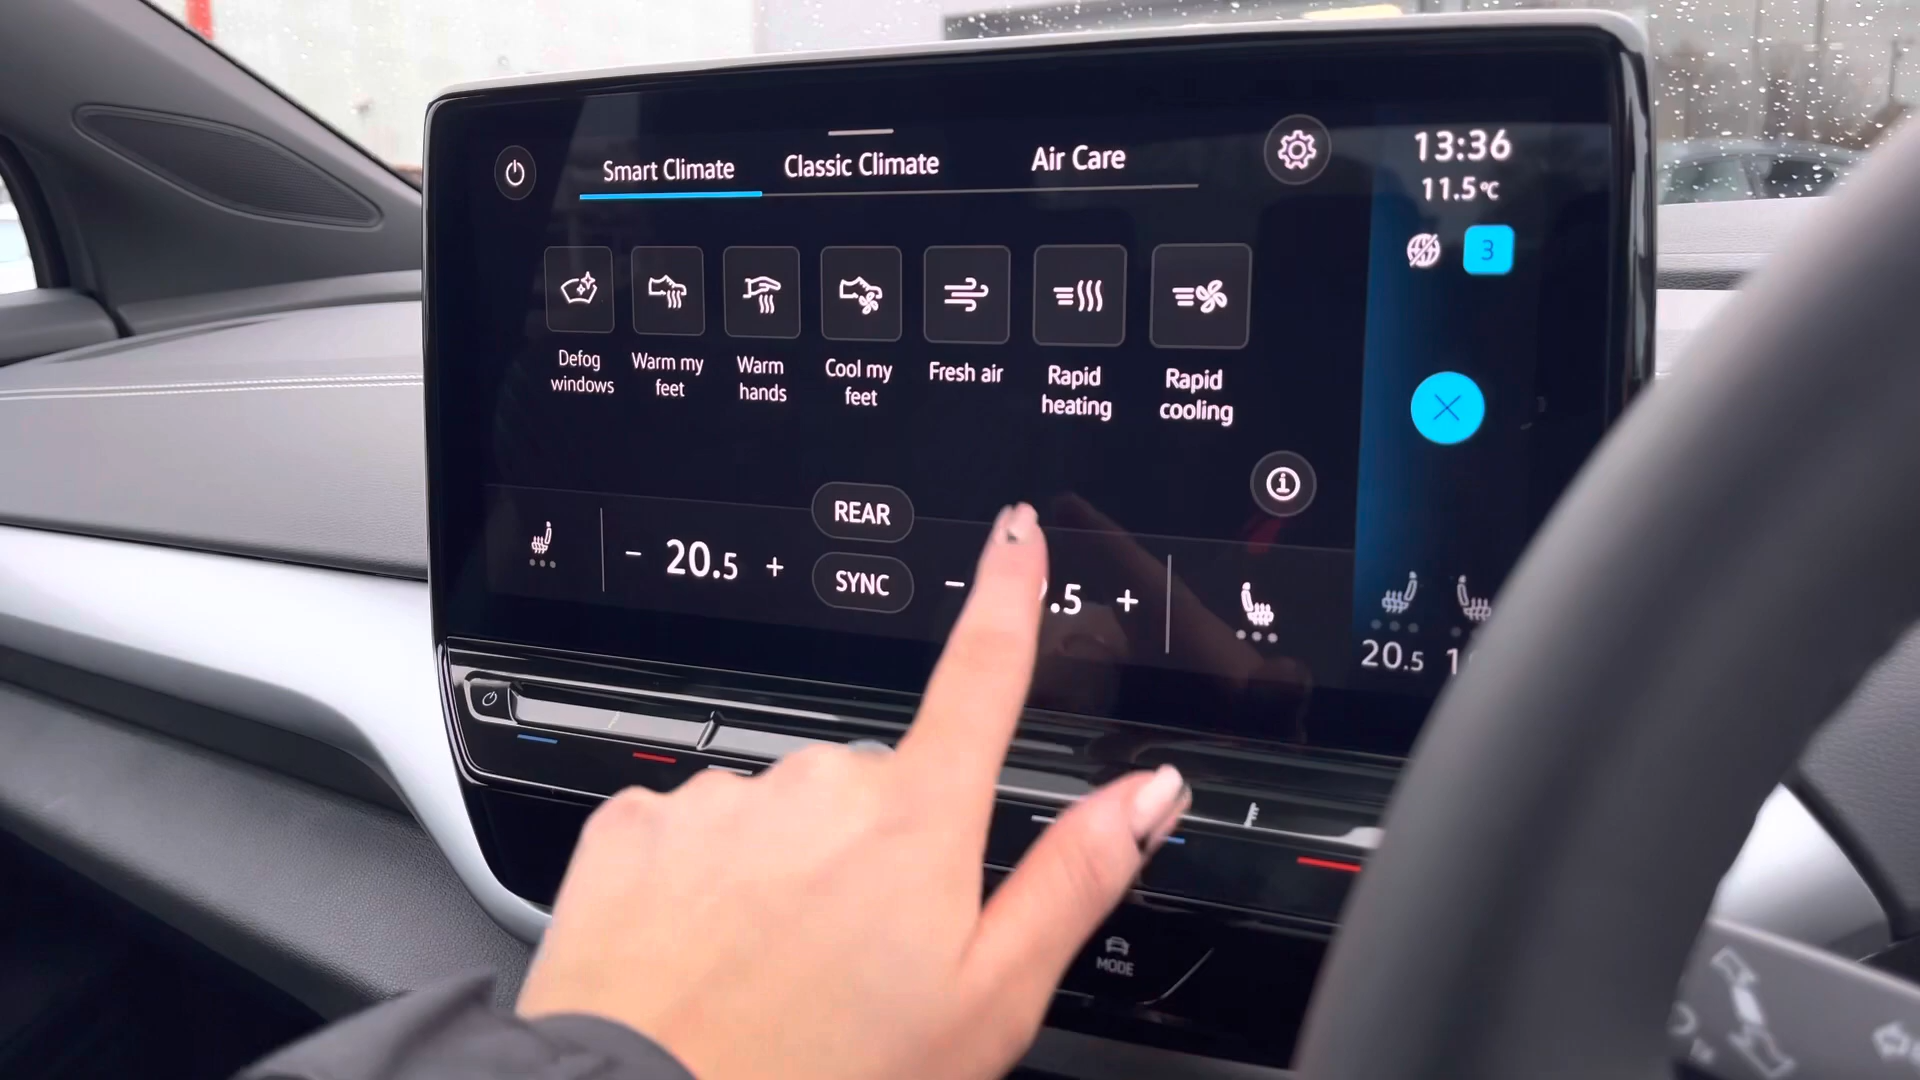 Smart Climate
Classic Climate
Air Care
13:36
11.5°C
3
Defog
windows
Warm my
feet
Warm
hands
Cool my
feet
Fresh air
Rapid
heating
Rapid
cooling
REAR
- 20.5 +
SYNC
- .5 +
20.5 1
MODE